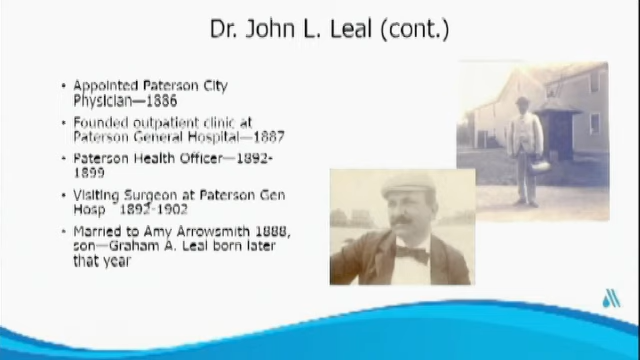 Dr. John L. Leal (cont.)
• Appointed Paterson City
Physician—1886
• Founded outpatient clinic at
Paterson General Hospital—1887
• Paterson Health Officer—1892-
1899
• Visiting Surgeon at Paterson Gen
Hosp 1892-1902
• Married to Amy Arrowsmith 1888,
son—Graham A. Leal born later
that year